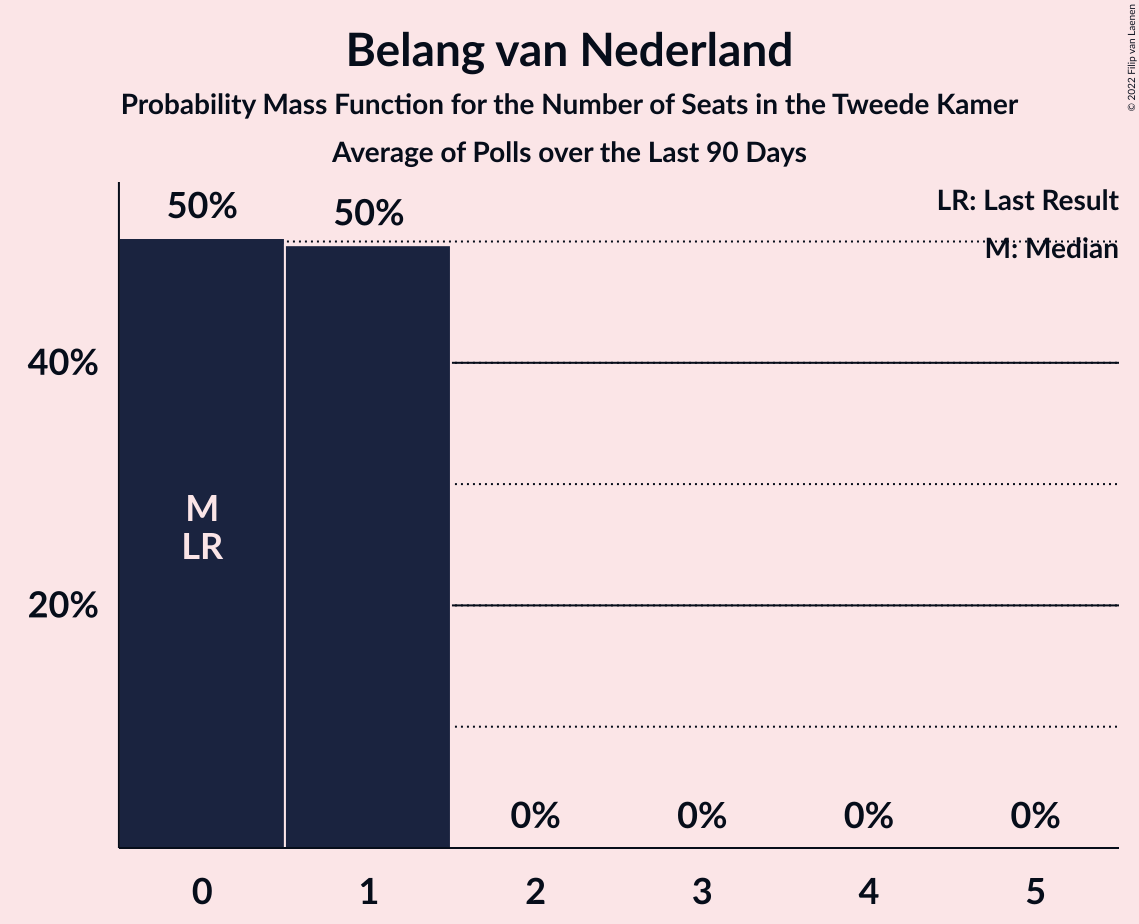 Belang van Nederland
Probability Mass Function for the Number of Seats in the Tweede Kamer
Average of Polls over the Last 90 Days
© 2022 Filip van Laenen
LR: Last Result
M: Median
50%
50%
40%
20%
M
LR
0%
0%
0%
0%
0
1
2
3
4
5